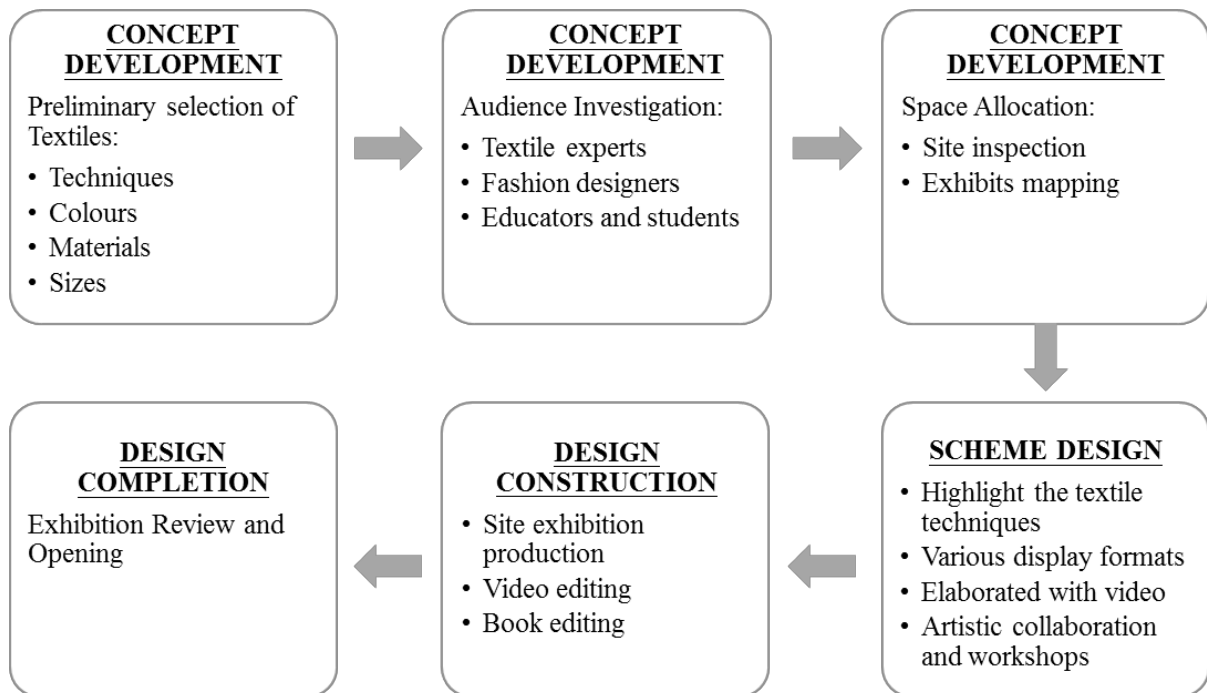 CONCEPT
DEVELOPMENT
Preliminary selection of
Textiles:
• Techniques
• Colours
• Materials
• Sizes
CONCEPT
DEVELOPMENT
Audience Investigation:
• Textile experts
• Fashion designers
• Educators and students
CONCEPT
DEVELOPMENT
Space Allocation:
• Site inspection
• Exhibits mapping
SCHEME DESIGN
• Highlight the textile
techniques
• Various display formats
• Elaborated with video
• Artistic collaboration
and workshops
DESIGN
CONSTRUCTION
• Site exhibition
production
• Video editing
• Book editing
DESIGN
COMPLETION
Exhibition Review and
Opening